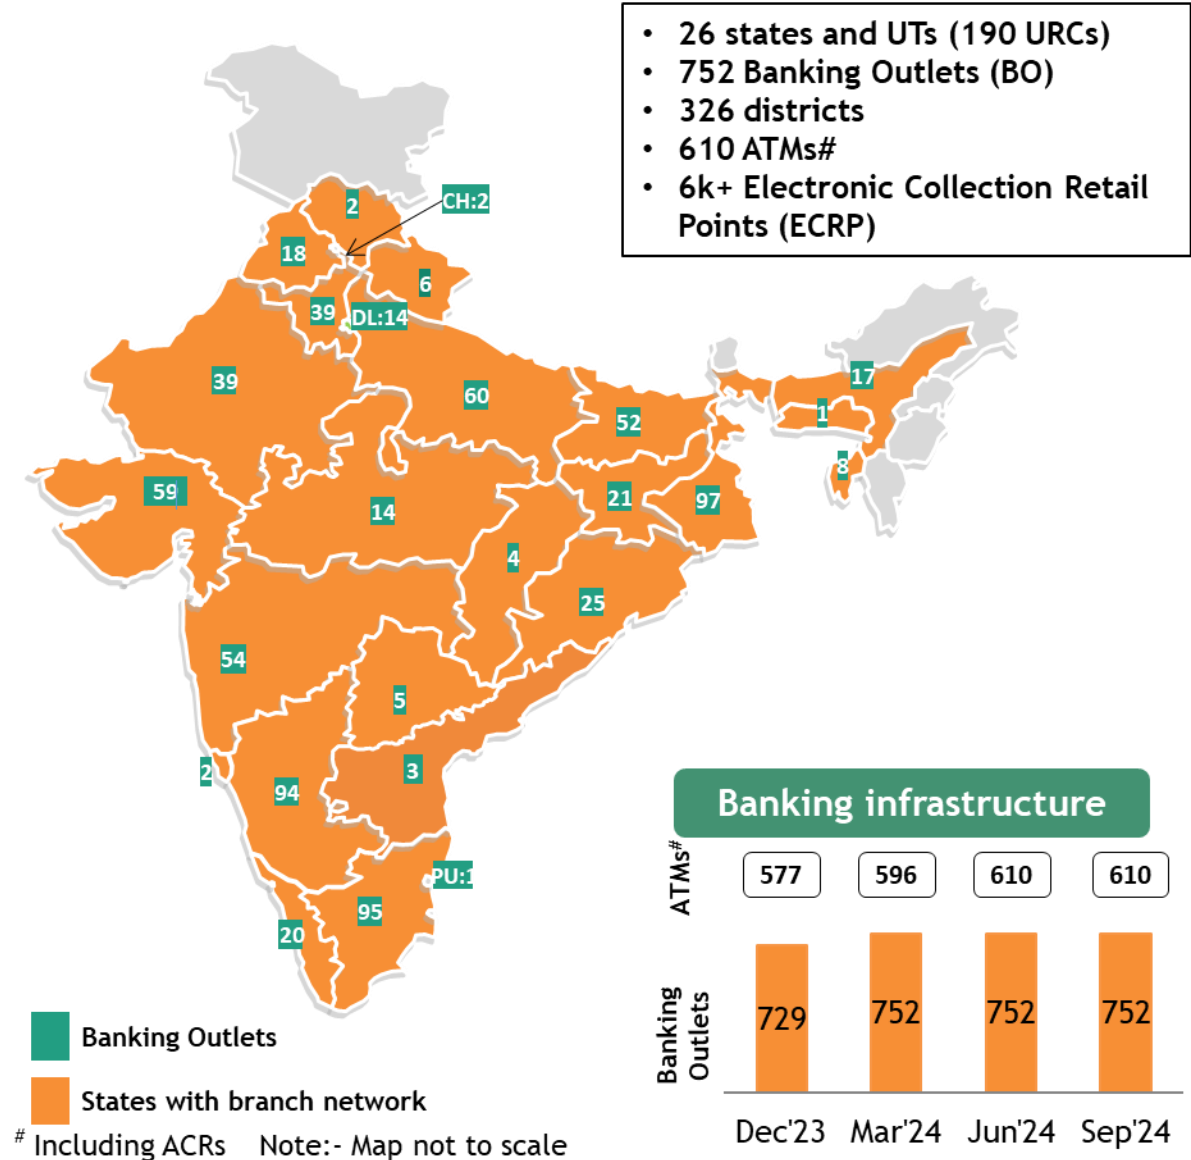 • 26 states and UTs (190 URCs)
• 752 Banking Outlets (BO)
• 326 districts
• 610 ATMs#
• 6k+ Electronic Collection Retail
Points (ECRP)
2
CH:2
18
6
39
DL:14
39
60
17
52
1
8
59
21
97
14
4
25
54
5
2
3
94
PU:1
95
20
Banking infrastructure
ATMs#
577 596 610 610
Banking
Outlets
729 752 752 752
Dec'23 Mar'24 Jun'24 Sep'24
Banking Outlets
States with branch network
# Including ACRs Note:- Map not to scale